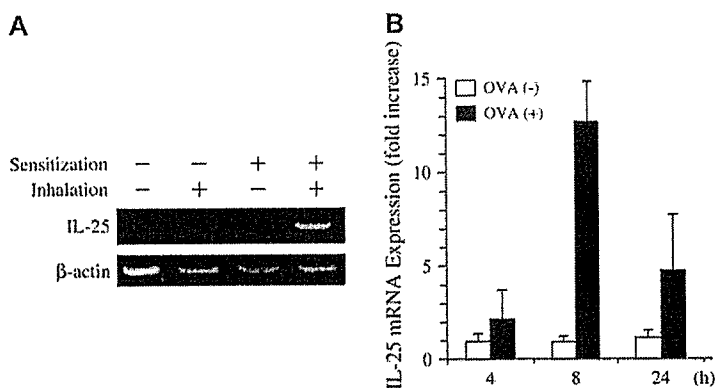 A
Sensitization − − + +
Inhalation − + − +
IL-25
β-actin
B
IL-25 mRNA Expression (fold increase)
15
10
5
0
OVA (-)
OVA (+)
4 8 24 (h)